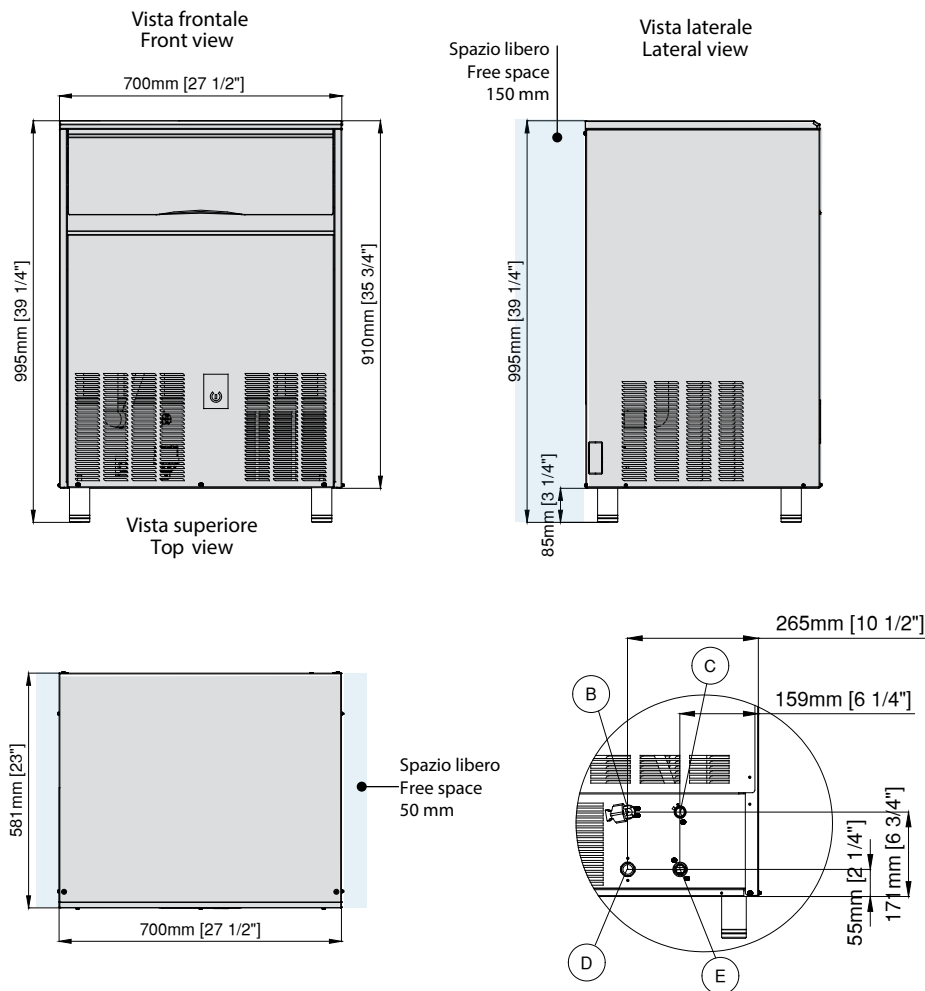 Vista frontale
Front view
700mm [27 1/2"]
995mm [39 1/4"]
910mm [35 3/4"]
Vista laterale
Lateral view
Spazio libero
Free space
150 mm
995mm [39 1/4"]
85mm [3 1/4"]
Vista superiore
Top view
581mm [23"]
700mm [27 1/2"]
Spazio libero
Free space
50 mm
265mm [10 1/2"]
159mm [6 1/4"]
B
C
D
E
55mm [2 1/4"]
171mm [6 3/4"]